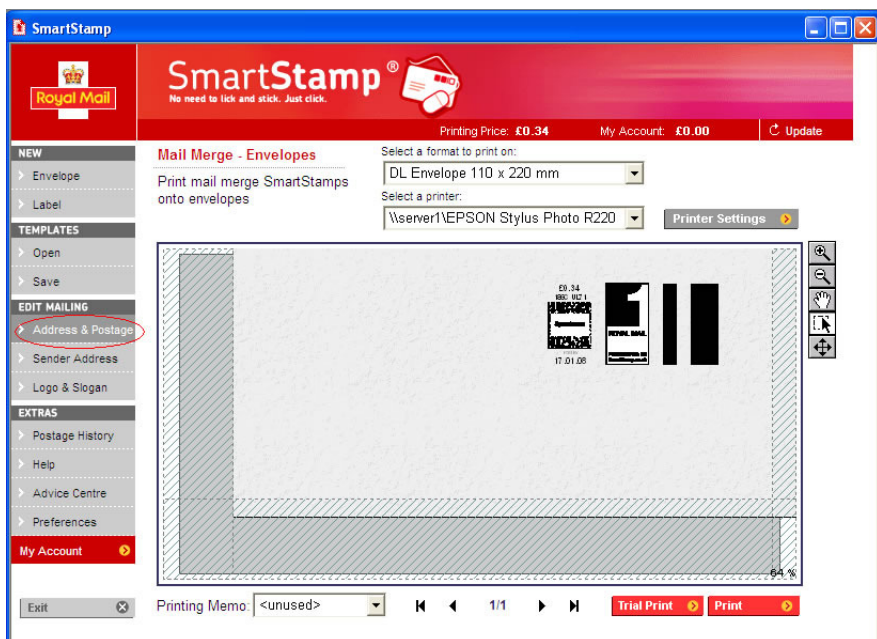 SmartStamp
Royal Mail
SmartStamp®
No need to lick and stick. Just click.
Printing Price: £0.34 My Account: £0.00 Update
NEW
Envelope
Label
TEMPLATES
Open
Save
EDIT MAILING
Address & Postage
Sender Address
Logo & Slogan
EXTRAS
Postage History
Help
Advice Centre
Preferences
My Account
Exit
Mail Merge - Envelopes
Print mail merge SmartStamps
onto envelopes
Select a format to print on:
DL Envelope 110 x 220 mm
Select a printer:
\\server1\EPSON Stylus Photo R220
Printer Settings
£0.34
Specimen
17.01.08
1
ROYAL MAIL
64 %
Printing Memo: <unused>
1/1
Trial Print
Print